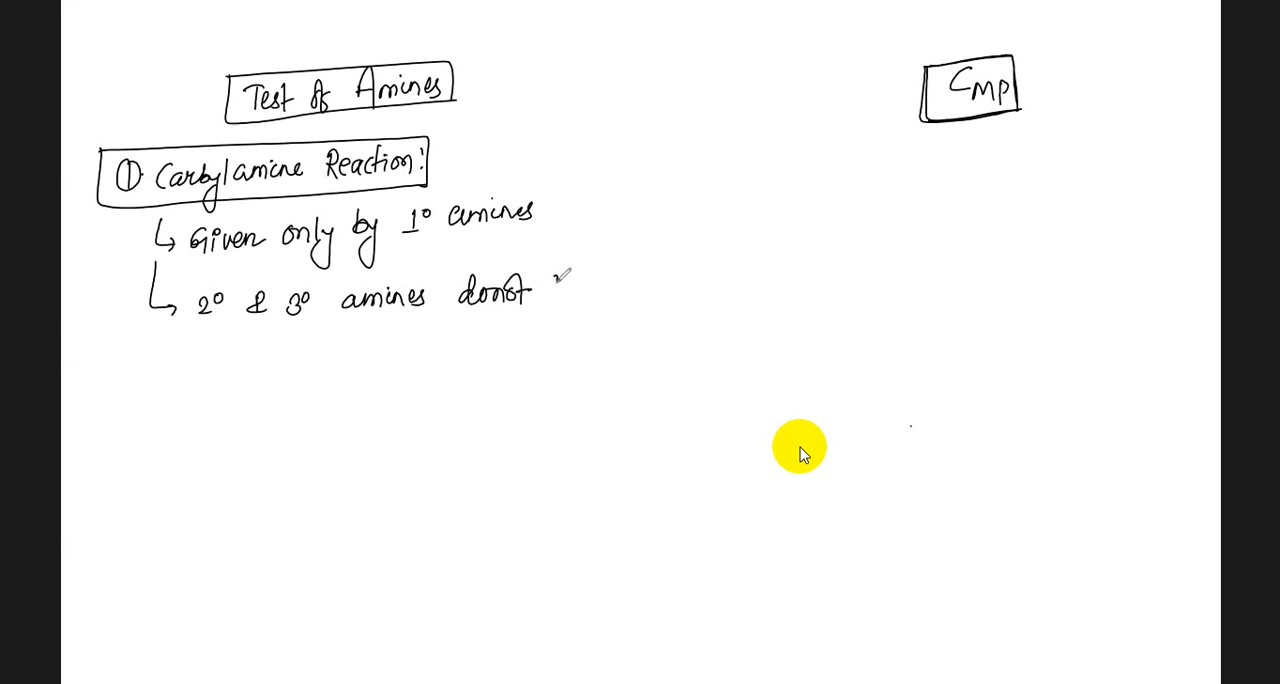 Test of Amines
CMP
① Carbylamine Reaction:
↳ Given only by 1° amines
↳ 2° & 3° amines donot